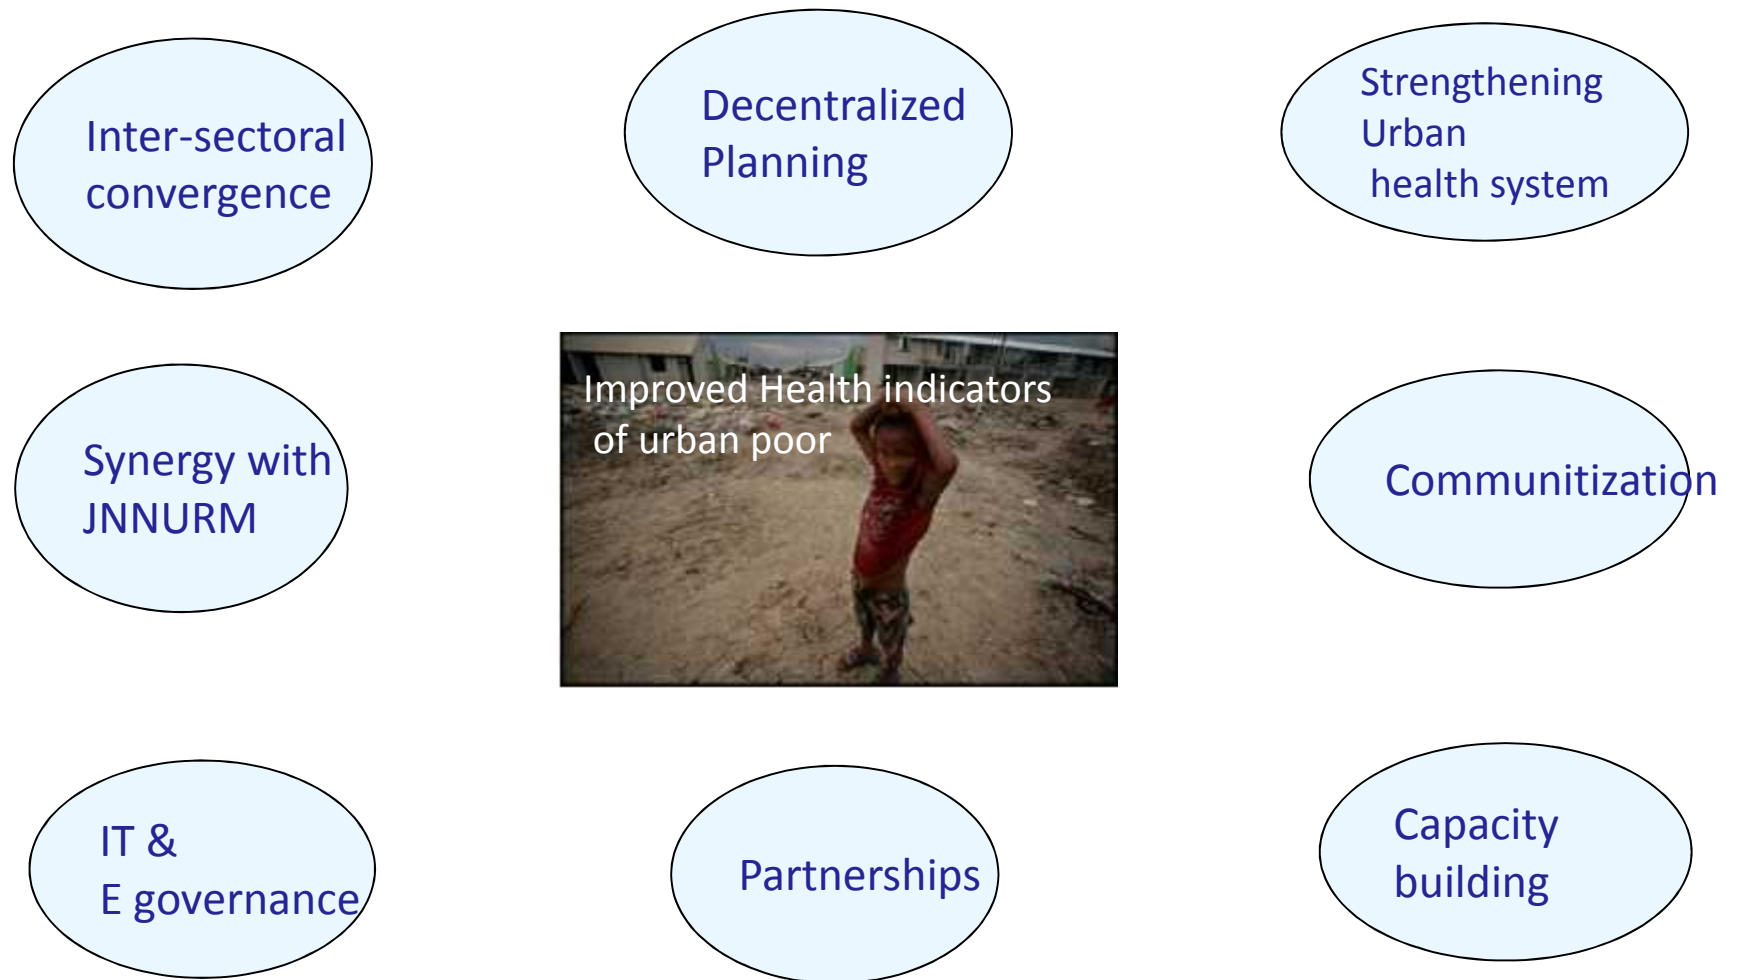 Inter-sectoral
convergence
Decentralized
Planning
Strengthening
Urban
health system
Synergy with
JNNURM
Improved Health indicators
of urban poor
Communitization
IT &
E governance
Partnerships
Capacity
building